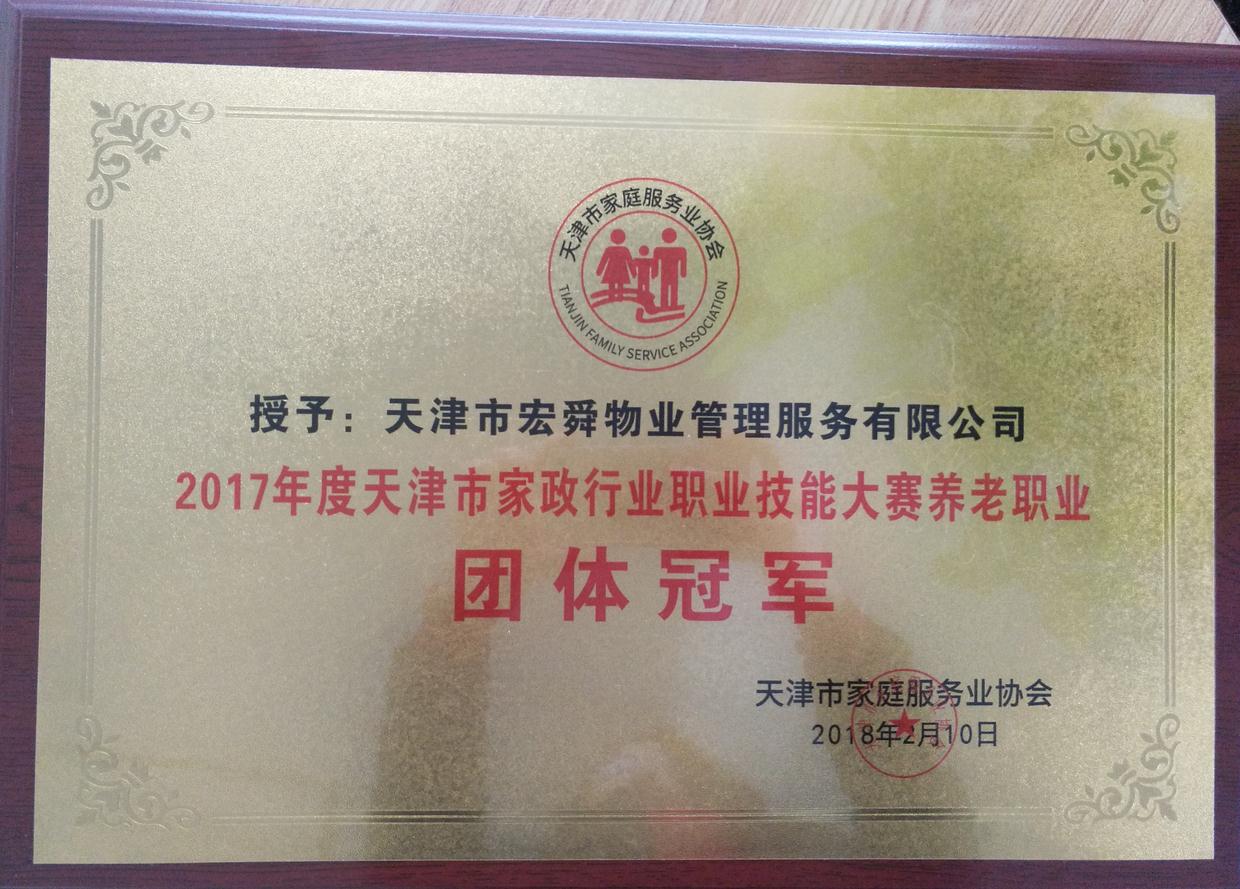 天津市家庭服务业协会
TIANJIN FAMILY SERVICE ASSOCIATION
授予：天津市宏舜物业管理服务有限公司
2017年度天津市家政行业职业技能大赛养老职业
团体冠军
天津市家庭服务业协会
2018年2月10日